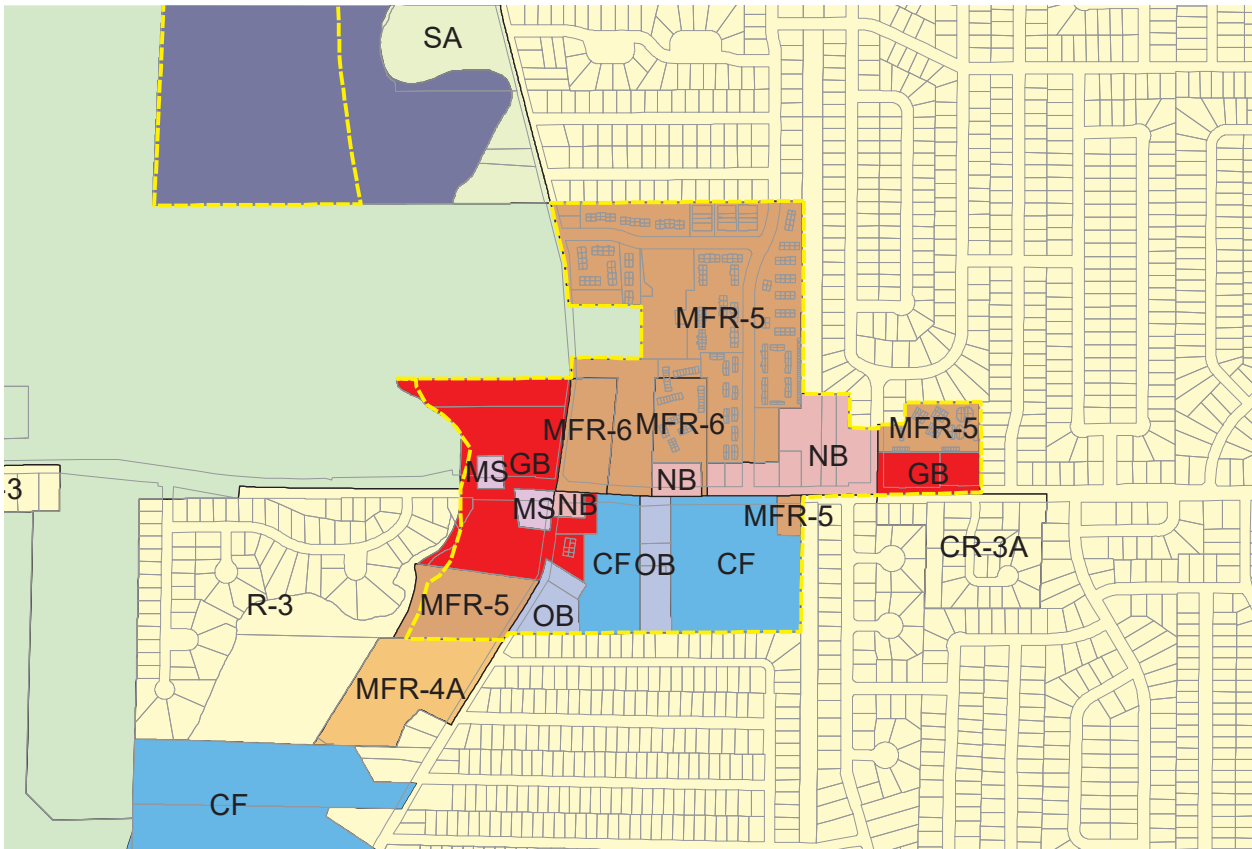 SA
MFR-5
MFR-6
MFR-6
MFR-5
NB
MS
GB
NB
GB
-3
MS
NB
MFR-5
CR-3A
CF
OB
CF
R-3
MFR-5
OB
MFR-4A
CF